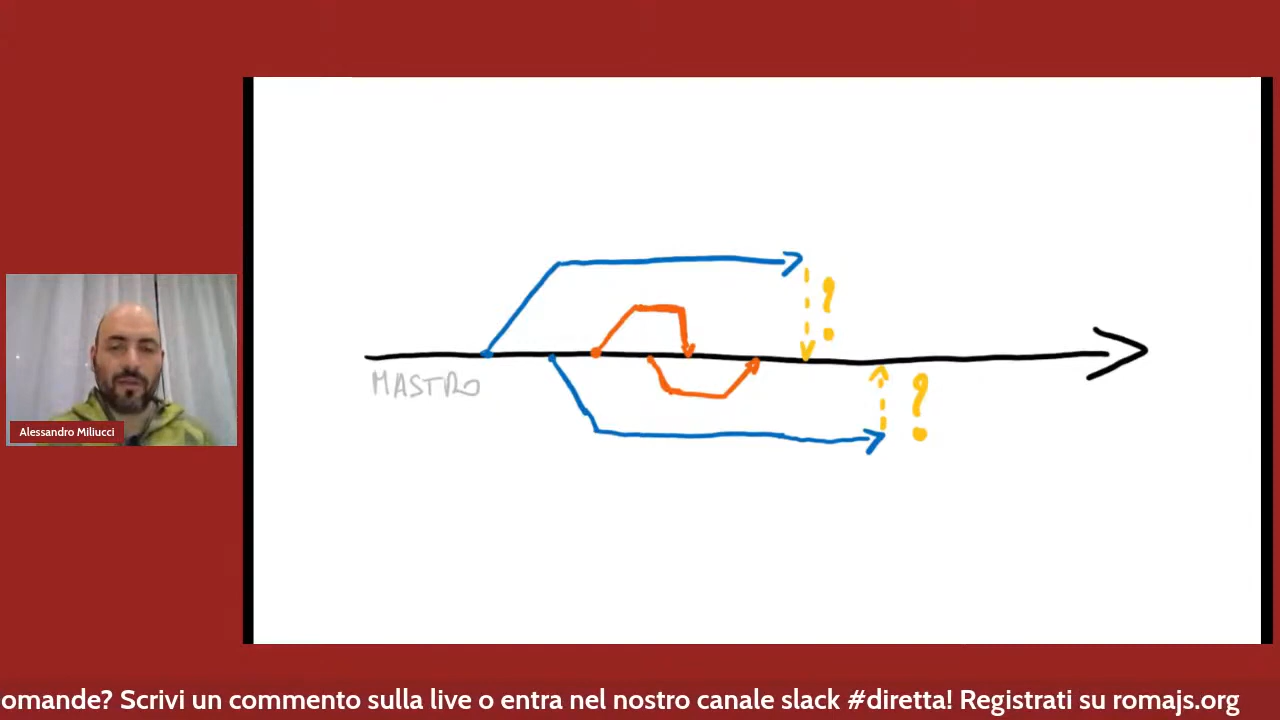 MASTRO
?
?
Alessandro Miliucci
omande? Scrivi un commento sulla live o entra nel nostro canale slack #diretta! Registrati su romajs.org